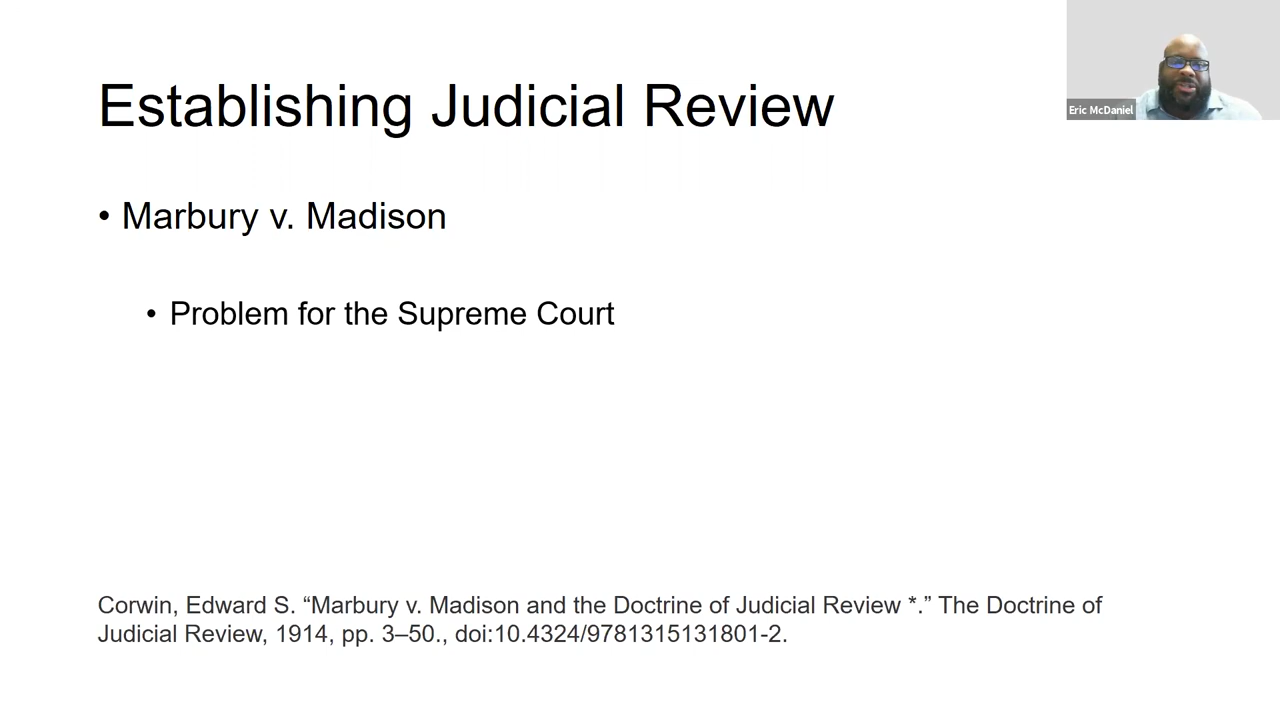 Establishing Judicial Review
Eric McDaniel
• Marbury v. Madison
• Problem for the Supreme Court
Corwin, Edward S. “Marbury v. Madison and the Doctrine of Judicial Review *.” The Doctrine of
Judicial Review, 1914, pp. 3–50., doi:10.4324/9781315131801-2.